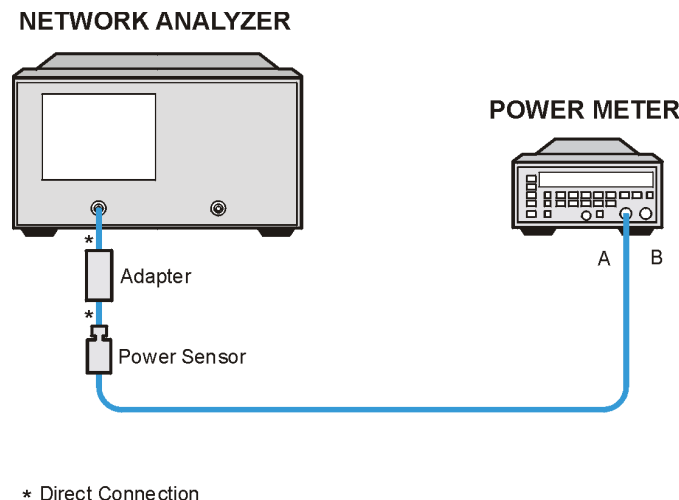 NETWORK ANALYZER
POWER METER
A
B
*
Adapter
*
Power Sensor
* Direct Connection